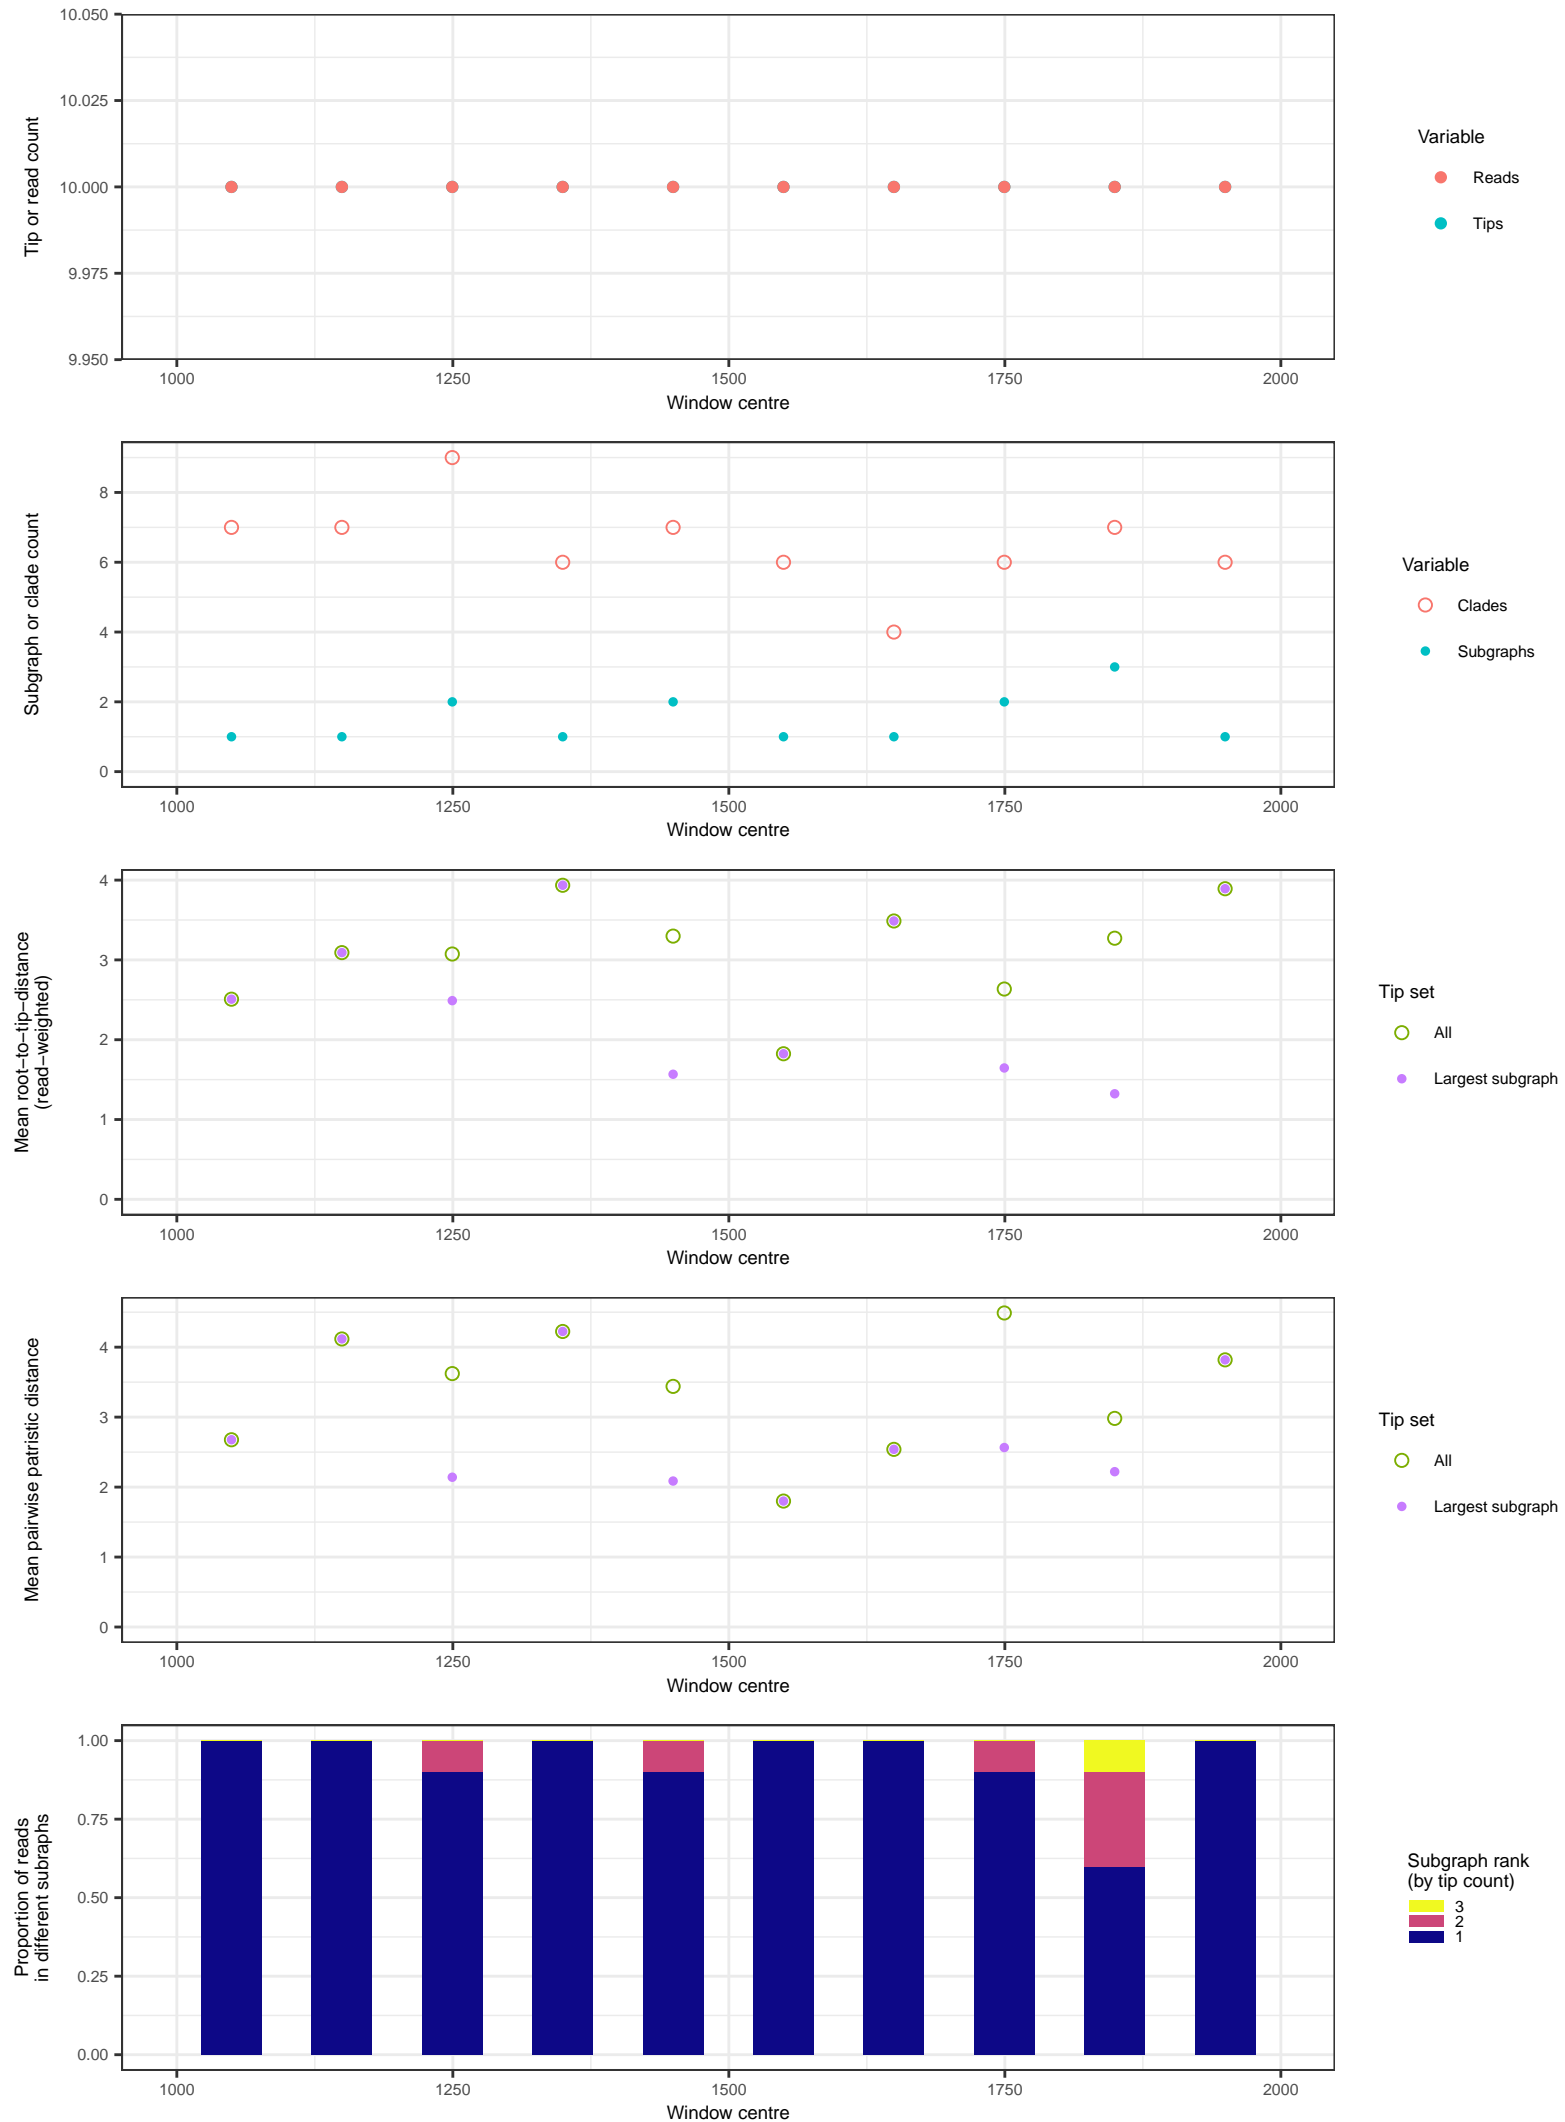 10.050
10.025
10.000
9.975
9.950
Tip or read count
1000 1250 1500 1750 2000
Window centre
Variable
Reads
Tips
8
6
4
2
0
Subgraph or clade count
1000 1250 1500 1750 2000
Window centre
Variable
Clades
Subgraphs
4
3
2
1
0
Mean root−to−tip−distance
(read−weighted)
1000 1250 1500 1750 2000
Window centre
Tip set
All
Largest subgraph
4
3
2
1
0
Mean pairwise patristic distance
1000 1250 1500 1750 2000
Window centre
Tip set
All
Largest subgraph
1.00
0.75
0.50
0.25
0.00
Proportion of reads
in different subraphs
1000 1250 1500 1750 2000
Window centre
Subgraph rank
(by tip count)
3
2
1